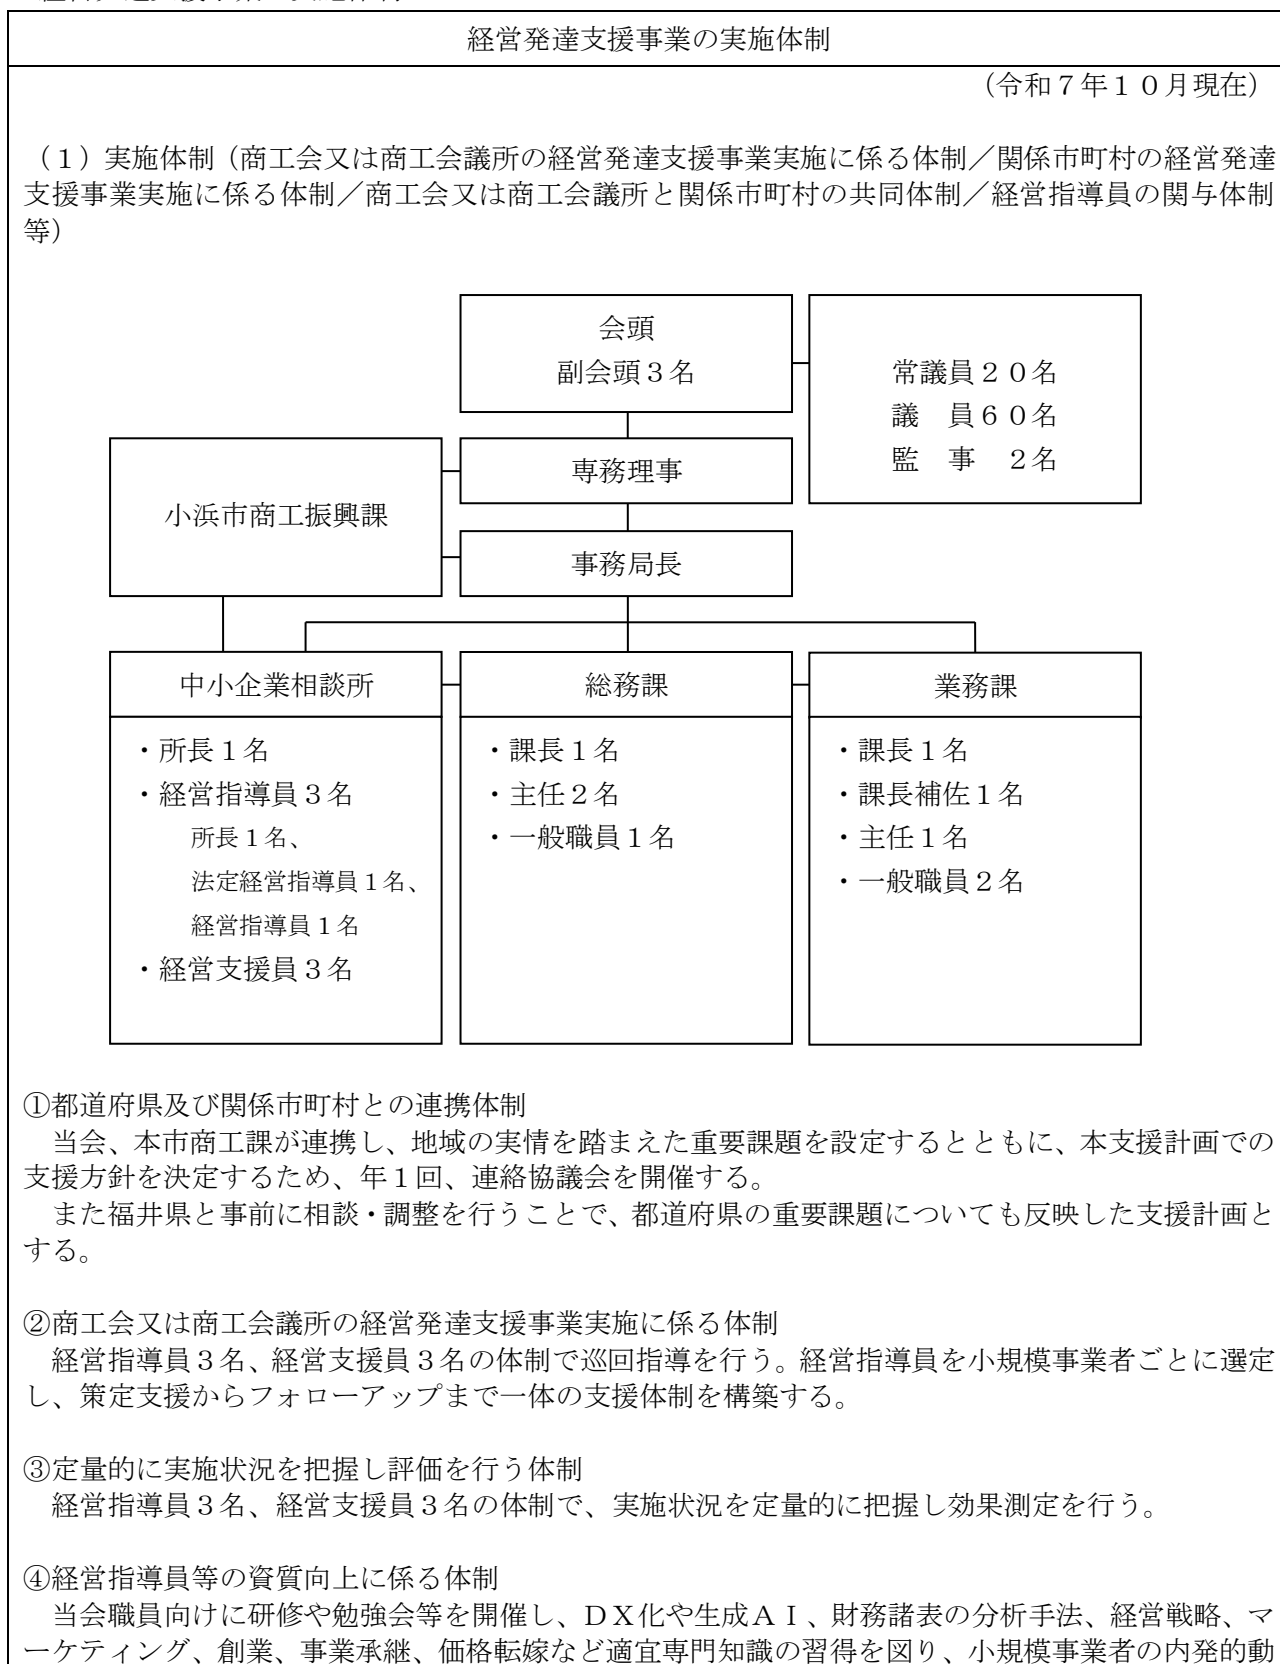 経営発達支援事業の実施体制
（令和７年１０月現在）
（１）実施体制（商工会又は商工会議所の経営発達支援事業実施に係る体制／関係市町村の経営発達
支援事業実施に係る体制／商工会又は商工会議所と関係市町村の共同体制／経営指導員の関与体制
等）
会頭
副会頭３名
常議員２０名
議　員６０名
監　事　２名
専務理事
小浜市商工振興課
事務局長
中小企業相談所
・所長１名
・経営指導員３名
所長１名、
法定経営指導員１名、
経営指導員１名
・経営支援員３名
総務課
・課長１名
・主任２名
・一般職員１名
業務課
・課長１名
・課長補佐１名
・主任１名
・一般職員２名
①都道府県及び関係市町村との連携体制
　当会、本市商工課が連携し、地域の実情を踏まえた重要課題を設定するとともに、本支援計画での
支援方針を決定するため、年１回、連絡協議会を開催する。
　また福井県と事前に相談・調整を行うことで、都道府県の重要課題についても反映した支援計画と
する。
②商工会又は商工会議所の経営発達支援事業実施に係る体制
　経営指導員３名、経営支援員３名の体制で巡回指導を行う。経営指導員を小規模事業者ごとに選定
し、策定支援からフォローアップまで一体の支援体制を構築する。
③定量的に実施状況を把握し評価を行う体制
　経営指導員３名、経営支援員３名の体制で、実施状況を定量的に把握し効果測定を行う。
④経営指導員等の資質向上に係る体制
　当会職員向けに研修や勉強会等を開催し、ＤＸ化や生成ＡＩ、財務諸表の分析手法、経営戦略、マ
ーケティング、創業、事業承継、価格転嫁など適宜専門知識の習得を図り、小規模事業者の内発的動